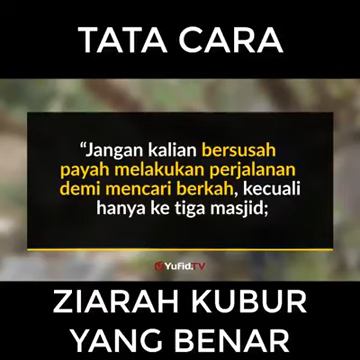 TATA CARA
“Jangan kalian bersusah
payah melakukan perjalanan
demi mencari berkah, kecuali
hanya ke tiga masjid;
YuFid.TV
ZIARAH KUBUR
YANG BENAR